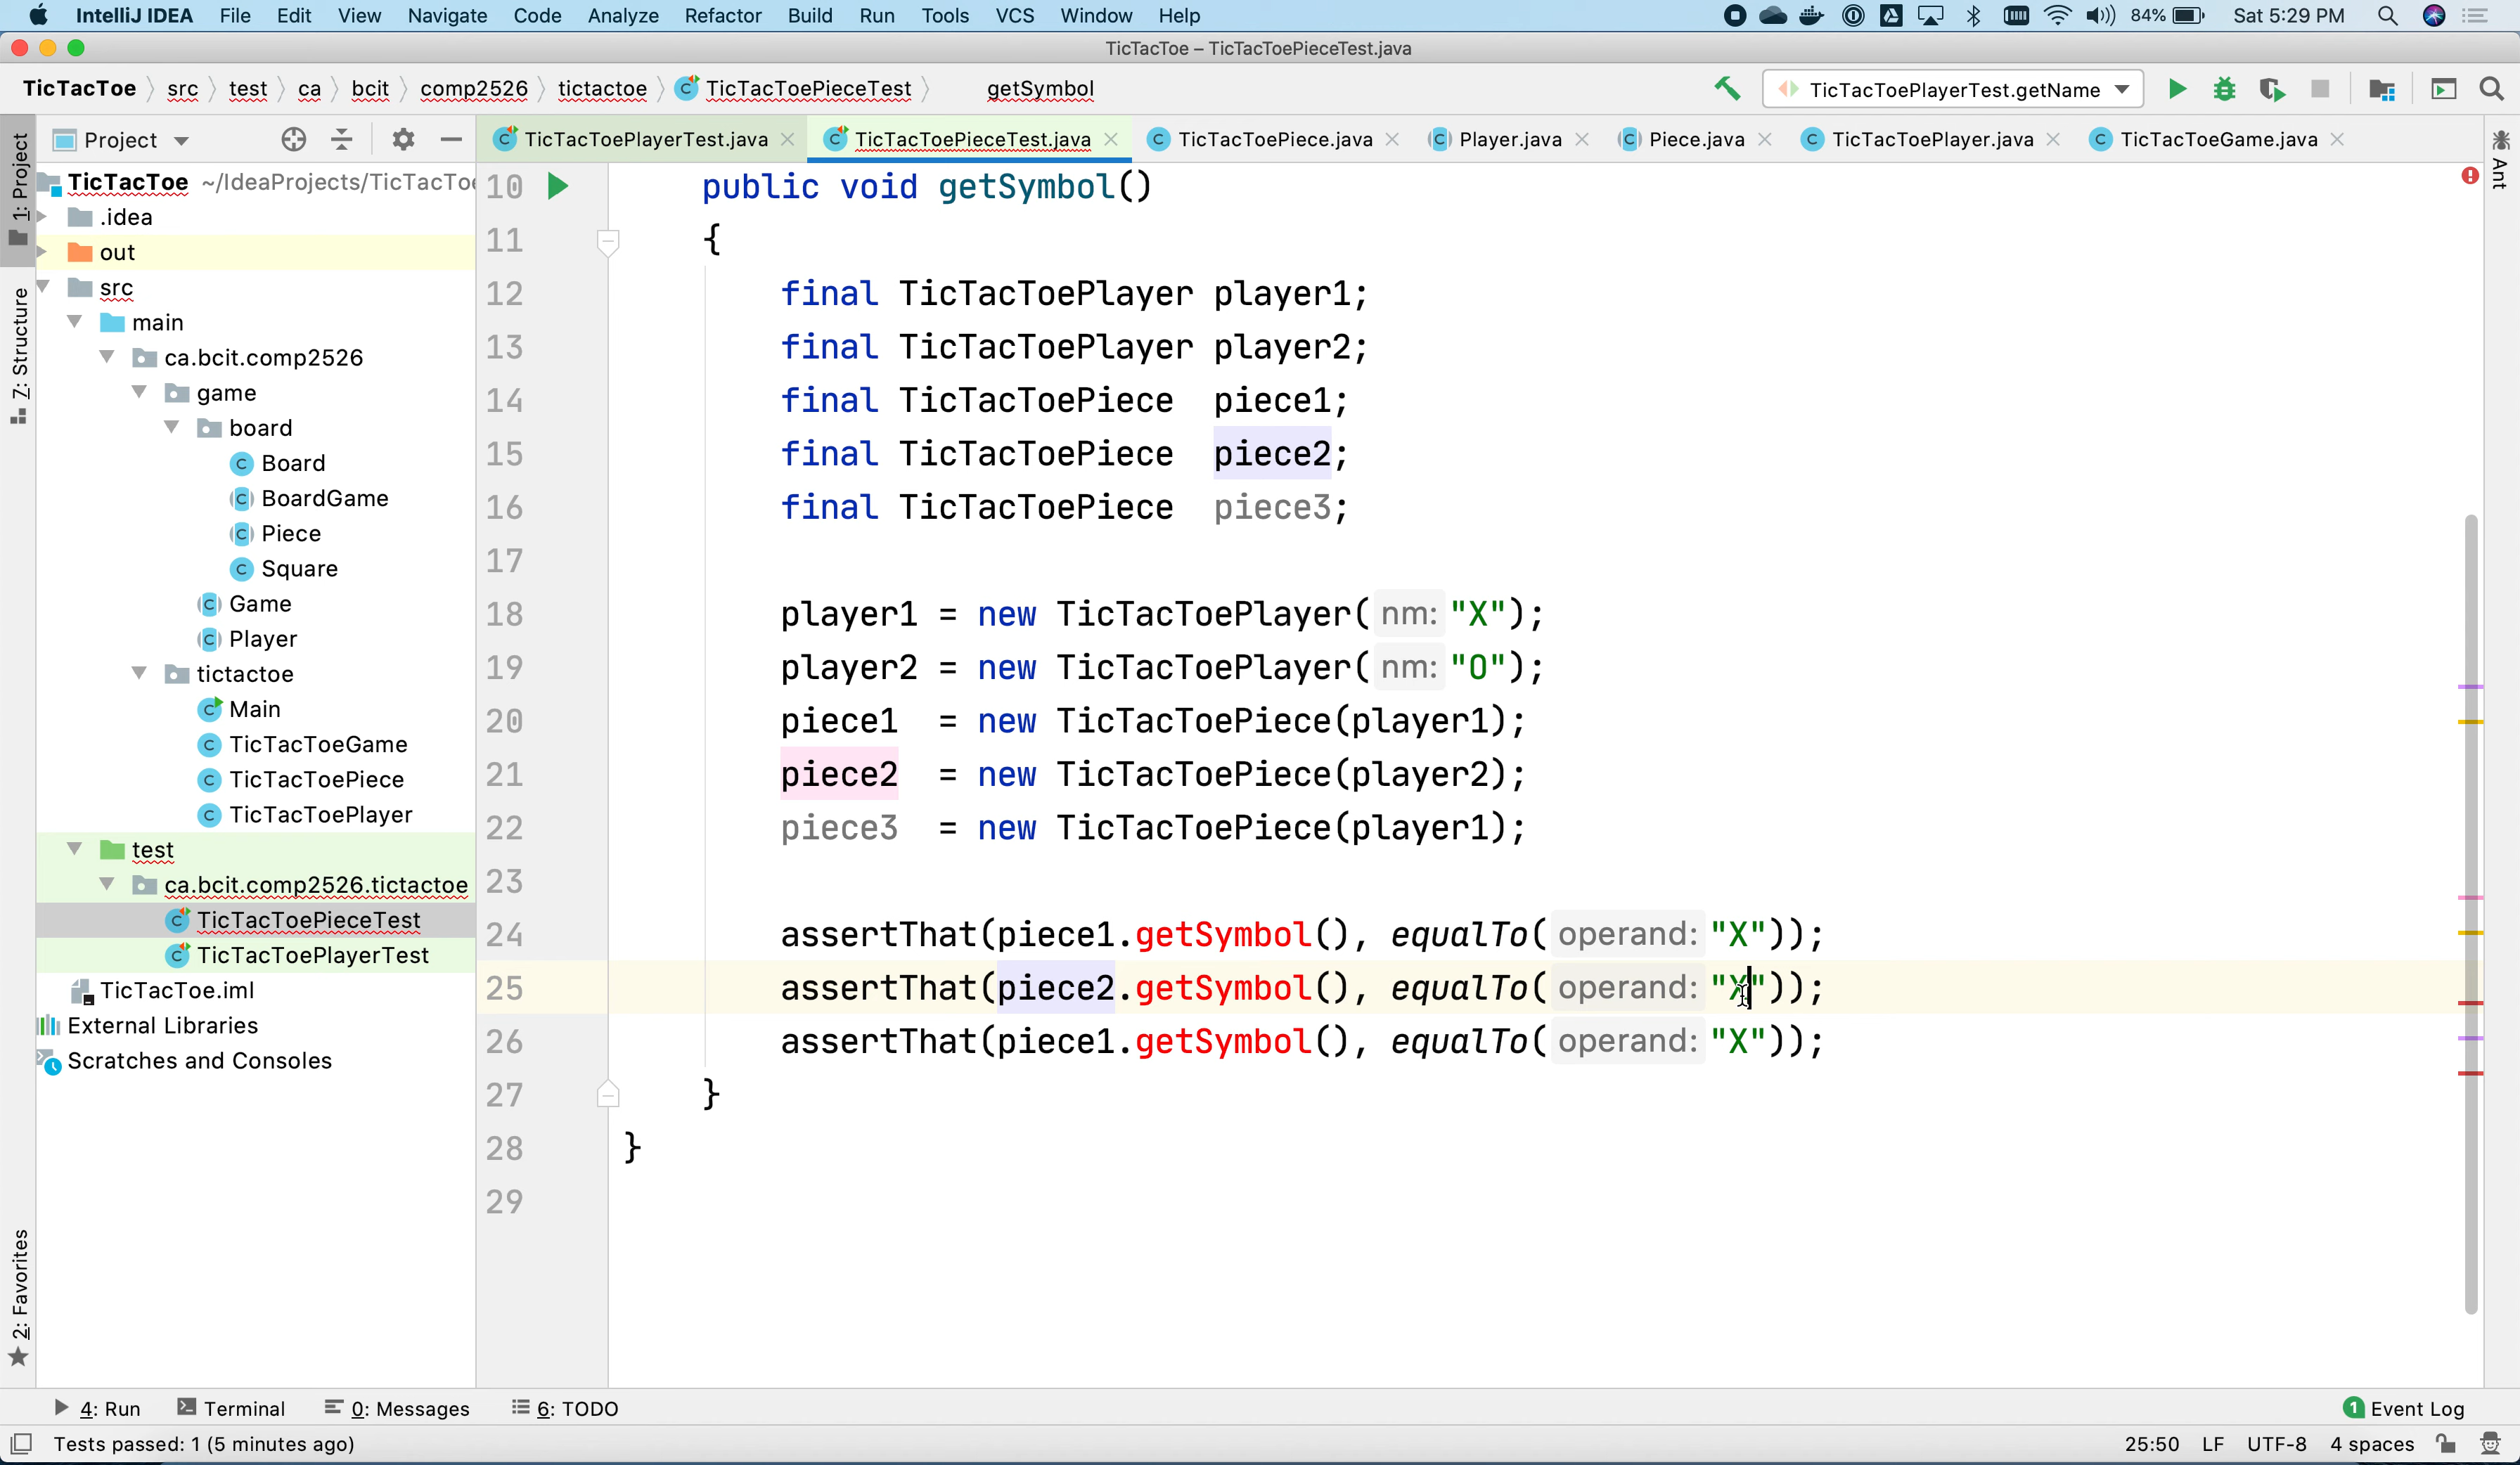 IntelliJ IDEA File Edit View Navigate Code Analyze Refactor Build Run Tools VCS Window Help 84% Sat 5:29 PM
TicTacToe – TicTacToePieceTest.java
TicTacToe src test ca bcit comp2526 tictactoe TicTacToePieceTest getSymbol TicTacToePlayerTest.getName
Project TicTacToePlayerTest.java TicTacToePieceTest.java TicTacToePiece.java Player.java Piece.java TicTacToePlayer.java TicTacToeGame.java
1: Project
7: Structure
2: Favorites
Ant
TicTacToe ~/IdeaProjects/TicTacToe
.idea
out
src
main
ca.bcit.comp2526
game
board
Board
BoardGame
Piece
Square
Game
Player
tictactoe
Main
TicTacToeGame
TicTacToePiece
TicTacToePlayer
test
ca.bcit.comp2526.tictactoe
TicTacToePieceTest
TicTacToePlayerTest
TicTacToe.iml
External Libraries
Scratches and Consoles
10 public void getSymbol()
11 {
12 final TicTacToePlayer player1;
13 final TicTacToePlayer player2;
14 final TicTacToePiece piece1;
15 final TicTacToePiece piece2;
16 final TicTacToePiece piece3;
17
18 player1 = new TicTacToePlayer( nm: "X");
19 player2 = new TicTacToePlayer( nm: "O");
20 piece1 = new TicTacToePiece(player1);
21 piece2 = new TicTacToePiece(player2);
22 piece3 = new TicTacToePiece(player1);
23
24 assertThat(piece1.getSymbol(), equalTo( operand: "X"));
25 assertThat(piece2.getSymbol(), equalTo( operand: "X"));
26 assertThat(piece1.getSymbol(), equalTo( operand: "X"));
27 }
28 }
29
4: Run Terminal 0: Messages 6: TODO 1 Event Log
Tests passed: 1 (5 minutes ago) 25:50 LF UTF-8 4 spaces